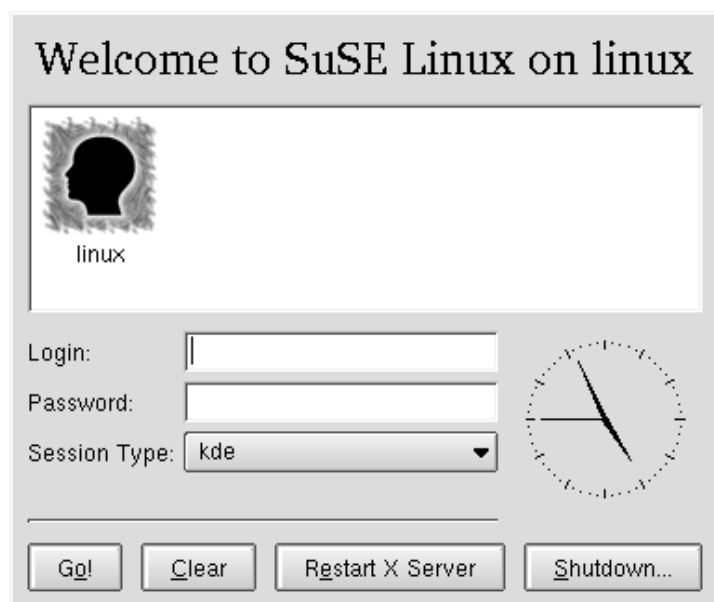 Welcome to SuSE Linux on linux
linux
Login:
Password:
Session Type: kde
Go! Clear Restart X Server Shutdown...